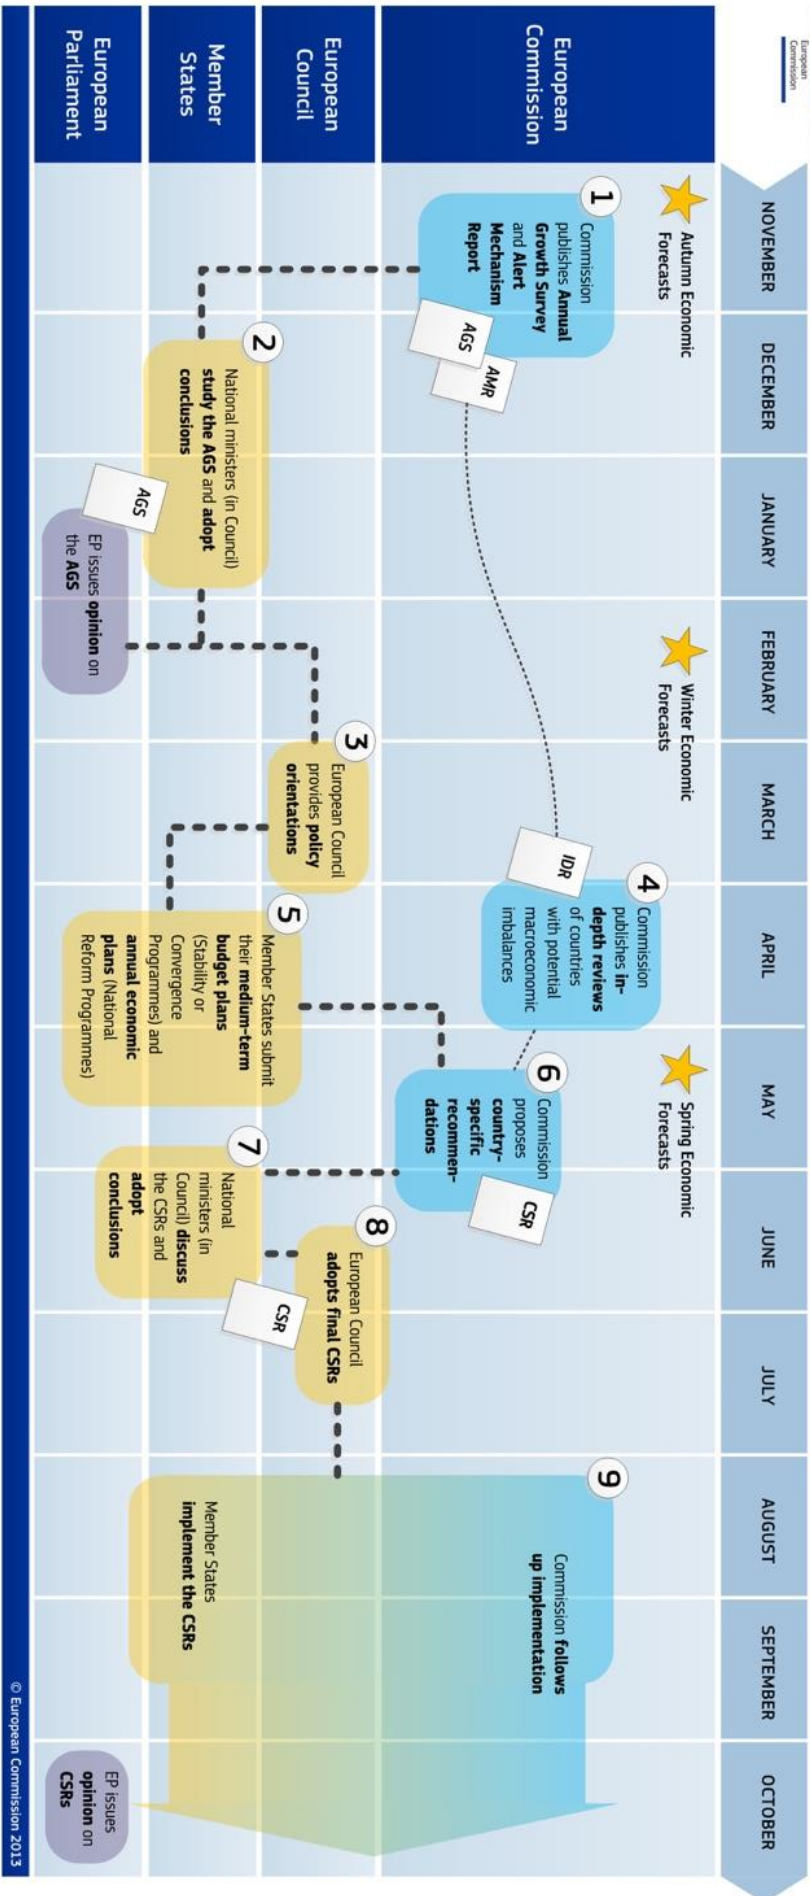 European
Commission
NOVEMBER
DECEMBER
JANUARY
FEBRUARY
MARCH
APRIL
MAY
JUNE
JULY
AUGUST
SEPTEMBER
OCTOBER
European
Commission
Autumn Economic
Forecasts
Winter Economic
Forecasts
Spring Economic
Forecasts
1
Commission
publishes Annual
Growth Survey
and Alert
Mechanism
Report
AGS
AMR
IDR
4
Commission
publishes in-
depth reviews
of countries
with potential
macroeconomic
imbalances
6
Commission
proposes
country-
specific
recommen-
dations
CSR
9
Commission follows
up implementation
European
Council
3
European Council
provides policy
orientations
8
European Council
adopts final CSRs
Member
States
2
National ministers (in Council)
study the AGS and adopt
conclusions
5
Member States submit
their medium-term
budget plans
(Stability or
Convergence
Programmes) and
annual economic
plans (National
Reform Programmes)
7
National
ministers (in
Council) discuss
the CSRs and
adopt
conclusions
CSR
Member States
implement the CSRs
European
Parliament
AGS
EP issues opinion on
the AGS
EP issues
opinion on
CSRs
© European Commission 2013